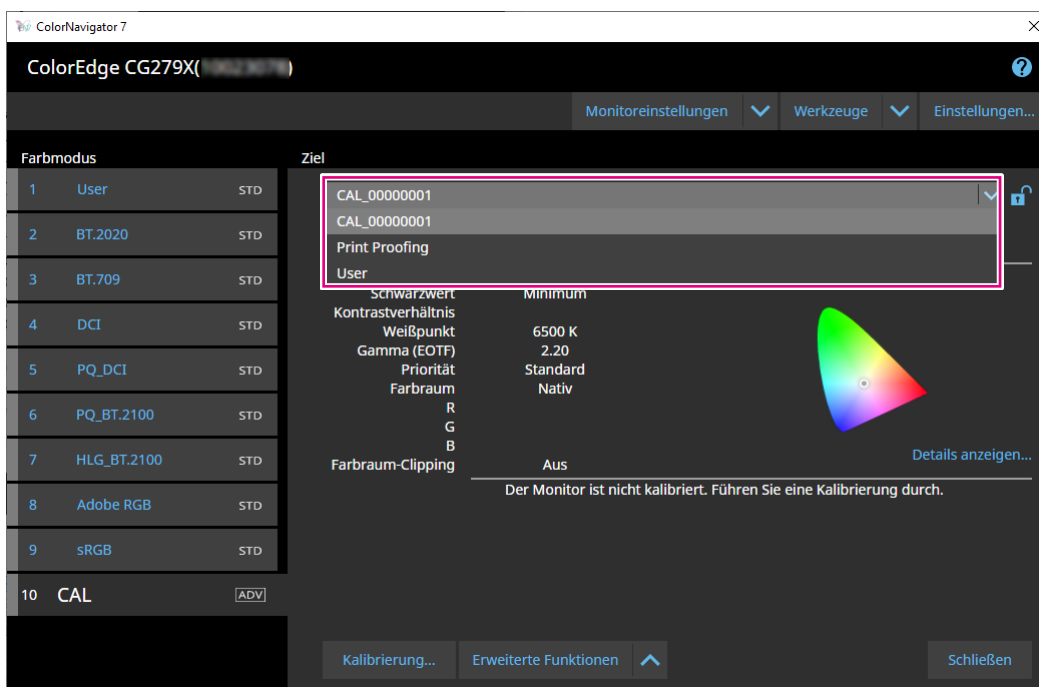 ColorNavigator 7
ColorEdge CG279X( )
Monitoreinstellungen Werkzeuge Einstellungen...
Farbmodus
1 User STD
2 BT.2020 STD
3 BT.709 STD
4 DCI STD
5 PQ_DCI STD
6 PQ_BT.2100 STD
7 HLG_BT.2100 STD
8 Adobe RGB STD
9 sRGB STD
10 CAL ADV
Ziel
CAL_00000001
CAL_00000001
Print Proofing
User
Schwarzwert Minimum
Kontrastverhältnis
Weißpunkt 6500 K
Gamma (EOTF) 2.20
Priorität Standard
Farbraum Nativ
R
G
B
Farbraum-Clipping Aus
Details anzeigen...
Der Monitor ist nicht kalibriert. Führen Sie eine Kalibrierung durch.
Kalibrierung... Erweiterte Funktionen Schließen